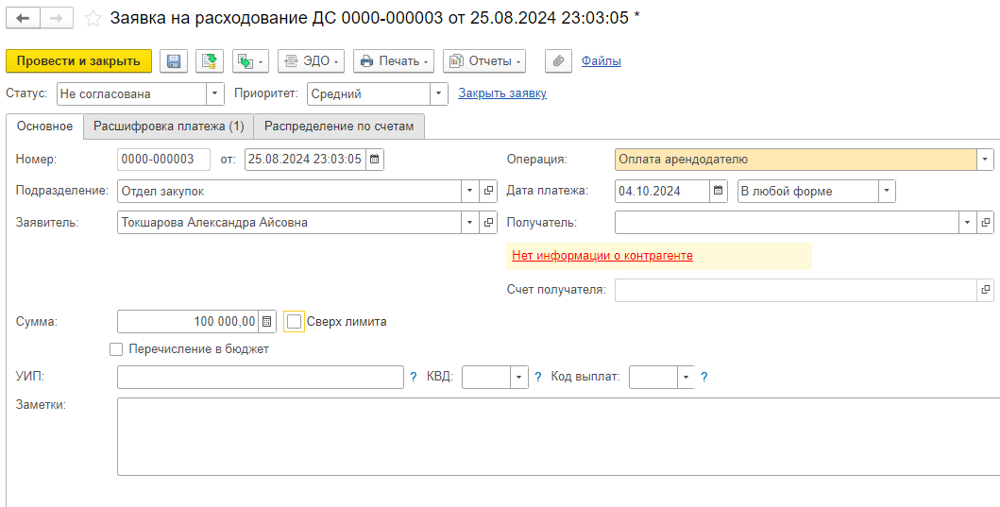 Заявка на расходование ДС 0000-000003 от 25.08.2024 23:03:05 *
Провести и закрыть ЭДО Печать Отчеты Файлы
Статус: Не согласована Приоритет: Средний Закрыть заявку
Основное Расшифровка платежа (1) Распределение по счетам
Номер: 0000-000003 от: 25.08.2024 23:03:05 Операция: Оплата арендодателю
Подразделение: Отдел закупок Дата платежа: 04.10.2024 В любой форме
Заявитель: Токшарова Александра Айсовна Получатель:
Нет информации о контрагенте
Счет получателя:
Сумма: 100 000,00 Сверх лимита
Перечисление в бюджет
УИП: ? КВД: ? Код выплат: ?
Заметки: